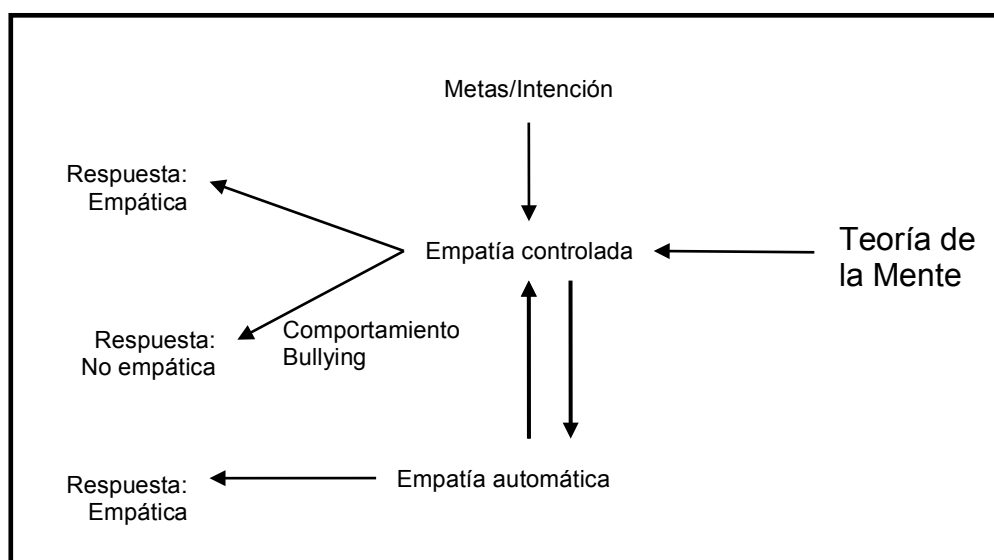 Metas/Intención
Respuesta:
Empática
Empatía controlada
Teoría de
la Mente
Comportamiento
Bullying
Respuesta:
No empática
Empatía automática
Respuesta:
Empática